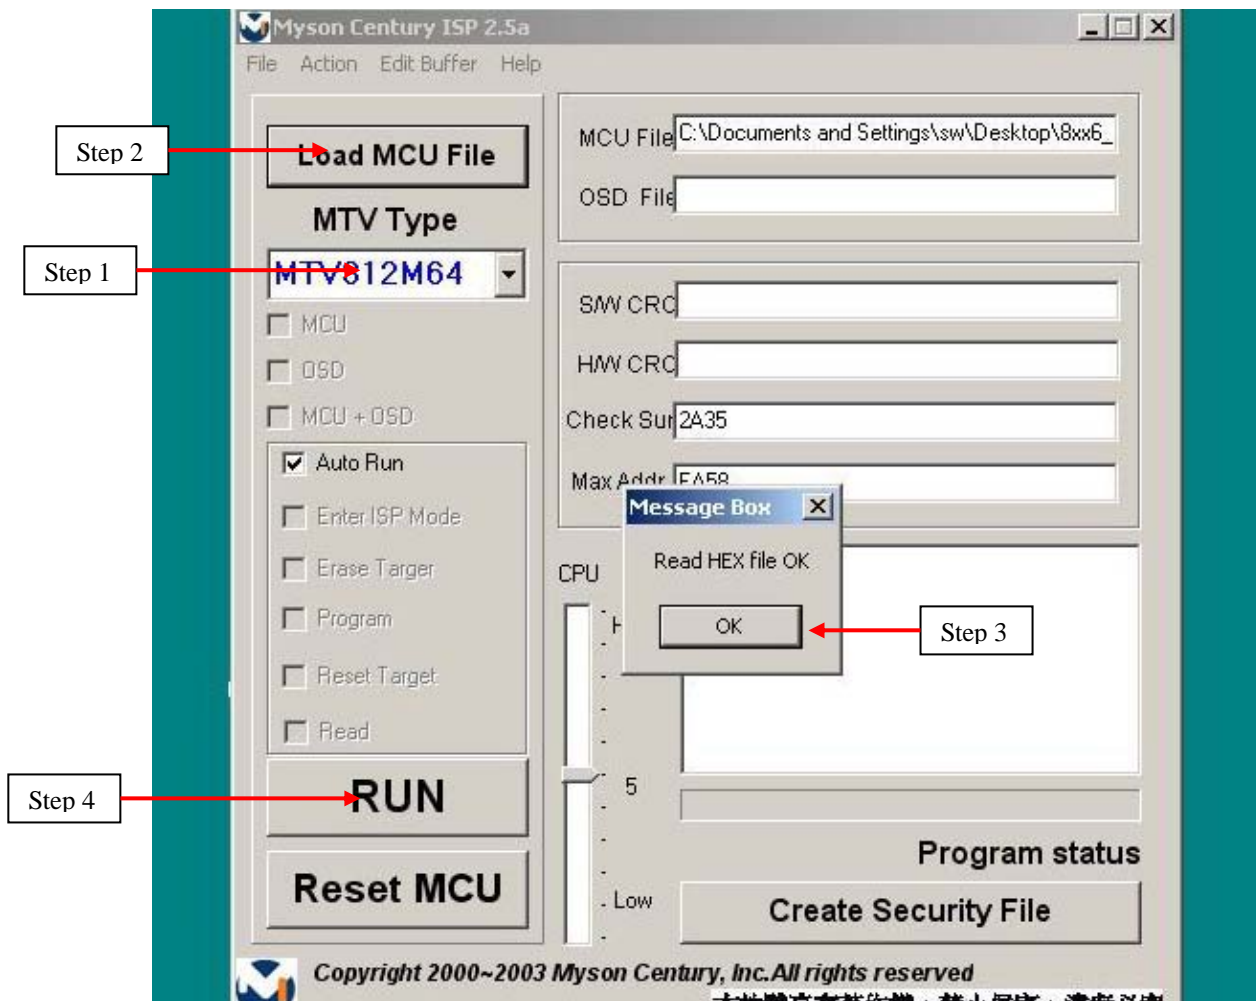 Myson Century ISP 2.5a
File Action Edit Buffer Help
Step 2
Load MCU File
MCU File C:\Documents and Settings\sw\Desktop\8xx6_
OSD File
MTV Type
Step 1
MTV312M64
S/W CRC
MCU
H/W CRC
OSD
MCU + OSD
Check Sur 2A35
Auto Run
Max Addr EA58
Message Box
Enter ISP Mode
Read HEX file OK
Erase Targer
CPU
Program
H
OK
Step 3
Reset Target
Read
Step 4
RUN
5
Program status
Reset MCU
Low
Create Security File
Copyright 2000~2003 Myson Century, Inc.All rights reserved